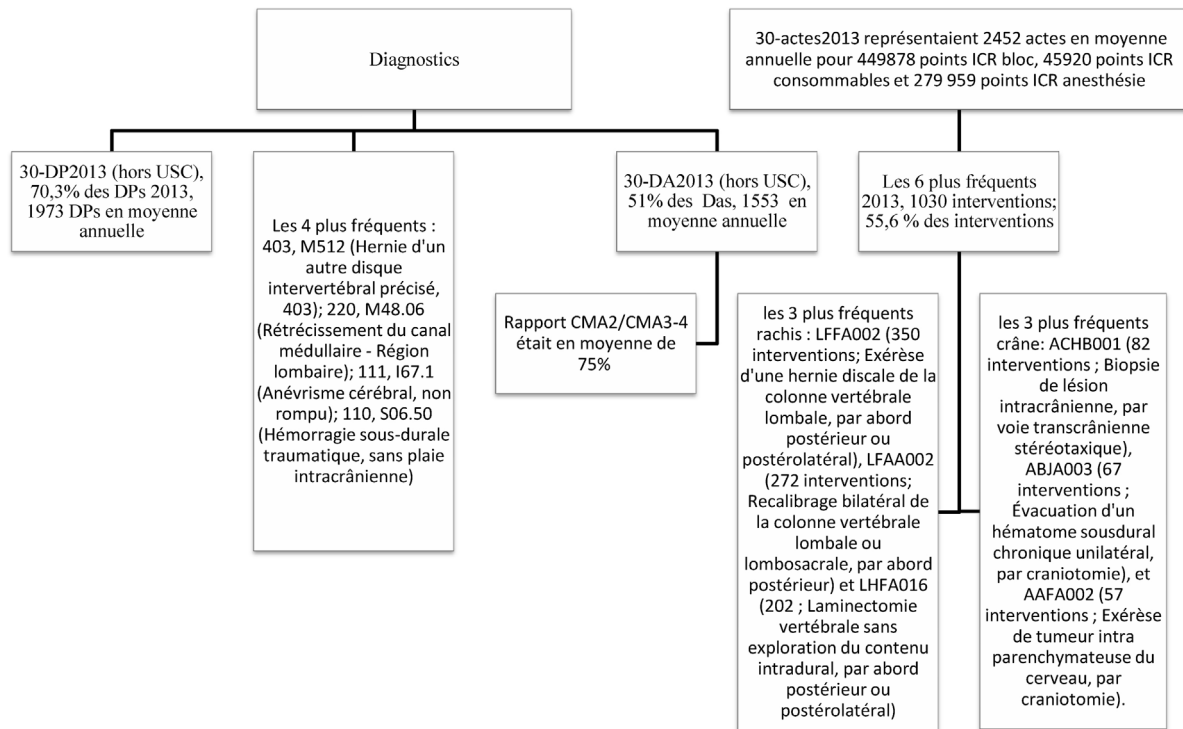 Diagnostics
30-actes2013 représentaient 2452 actes en moyenne
annuelle pour 449878 points ICR bloc, 45920 points ICR
consommables et 279 959 points ICR anesthésie
30-DP2013 (hors USC),
70,3% des DPs 2013,
1973 DPs en moyenne
annuelle
Les 4 plus fréquents :
403, M512 (Hernie d'un
autre disque
intervertébral précisé,
403); 220, M48.06
(Rétrécissement du canal
médullaire - Région
lombaire); 111, I67.1
(Anévrisme cérébral, non
rompu); 110, S06.50
(Hémorragie sous-durale
traumatique, sans plaie
intracrânienne)
30-DA2013 (hors USC),
51% des Das, 1553 en
moyenne annuelle
Rapport CMA2/CMA3-4
était en moyenne de
75%
Les 6 plus fréquents
2013, 1030 interventions;
55,6 % des interventions
les 3 plus fréquents
rachis : LFFA002 (350
interventions; Exérèse
d'une hernie discale de la
colonne vertébrale
lombale, par abord
postérieur ou
postérolatéral), LFAA002
(272 interventions;
Recalibrage bilatéral de
la colonne vertébrale
lombale ou
lombosacrale, par abord
postérieur) et LHFA016
(202 ; Laminectomie
vertébrale sans
exploration du contenu
intradural, par abord
postérieur ou
postérolatéral)
les 3 plus fréquents
crâne: ACHB001 (82
interventions ; Biopsie
de lésion
intracrânienne, par
voie transcrânienne
stéréotaxique),
ABJA003 (67
interventions ;
Évacuation d'un
hématome sousdural
chronique unilatéral,
par craniotomie), et
AAFA002 (57
interventions ; Exérèse
de tumeur intra
parenchymateuse du
cerveau, par
craniotomie).